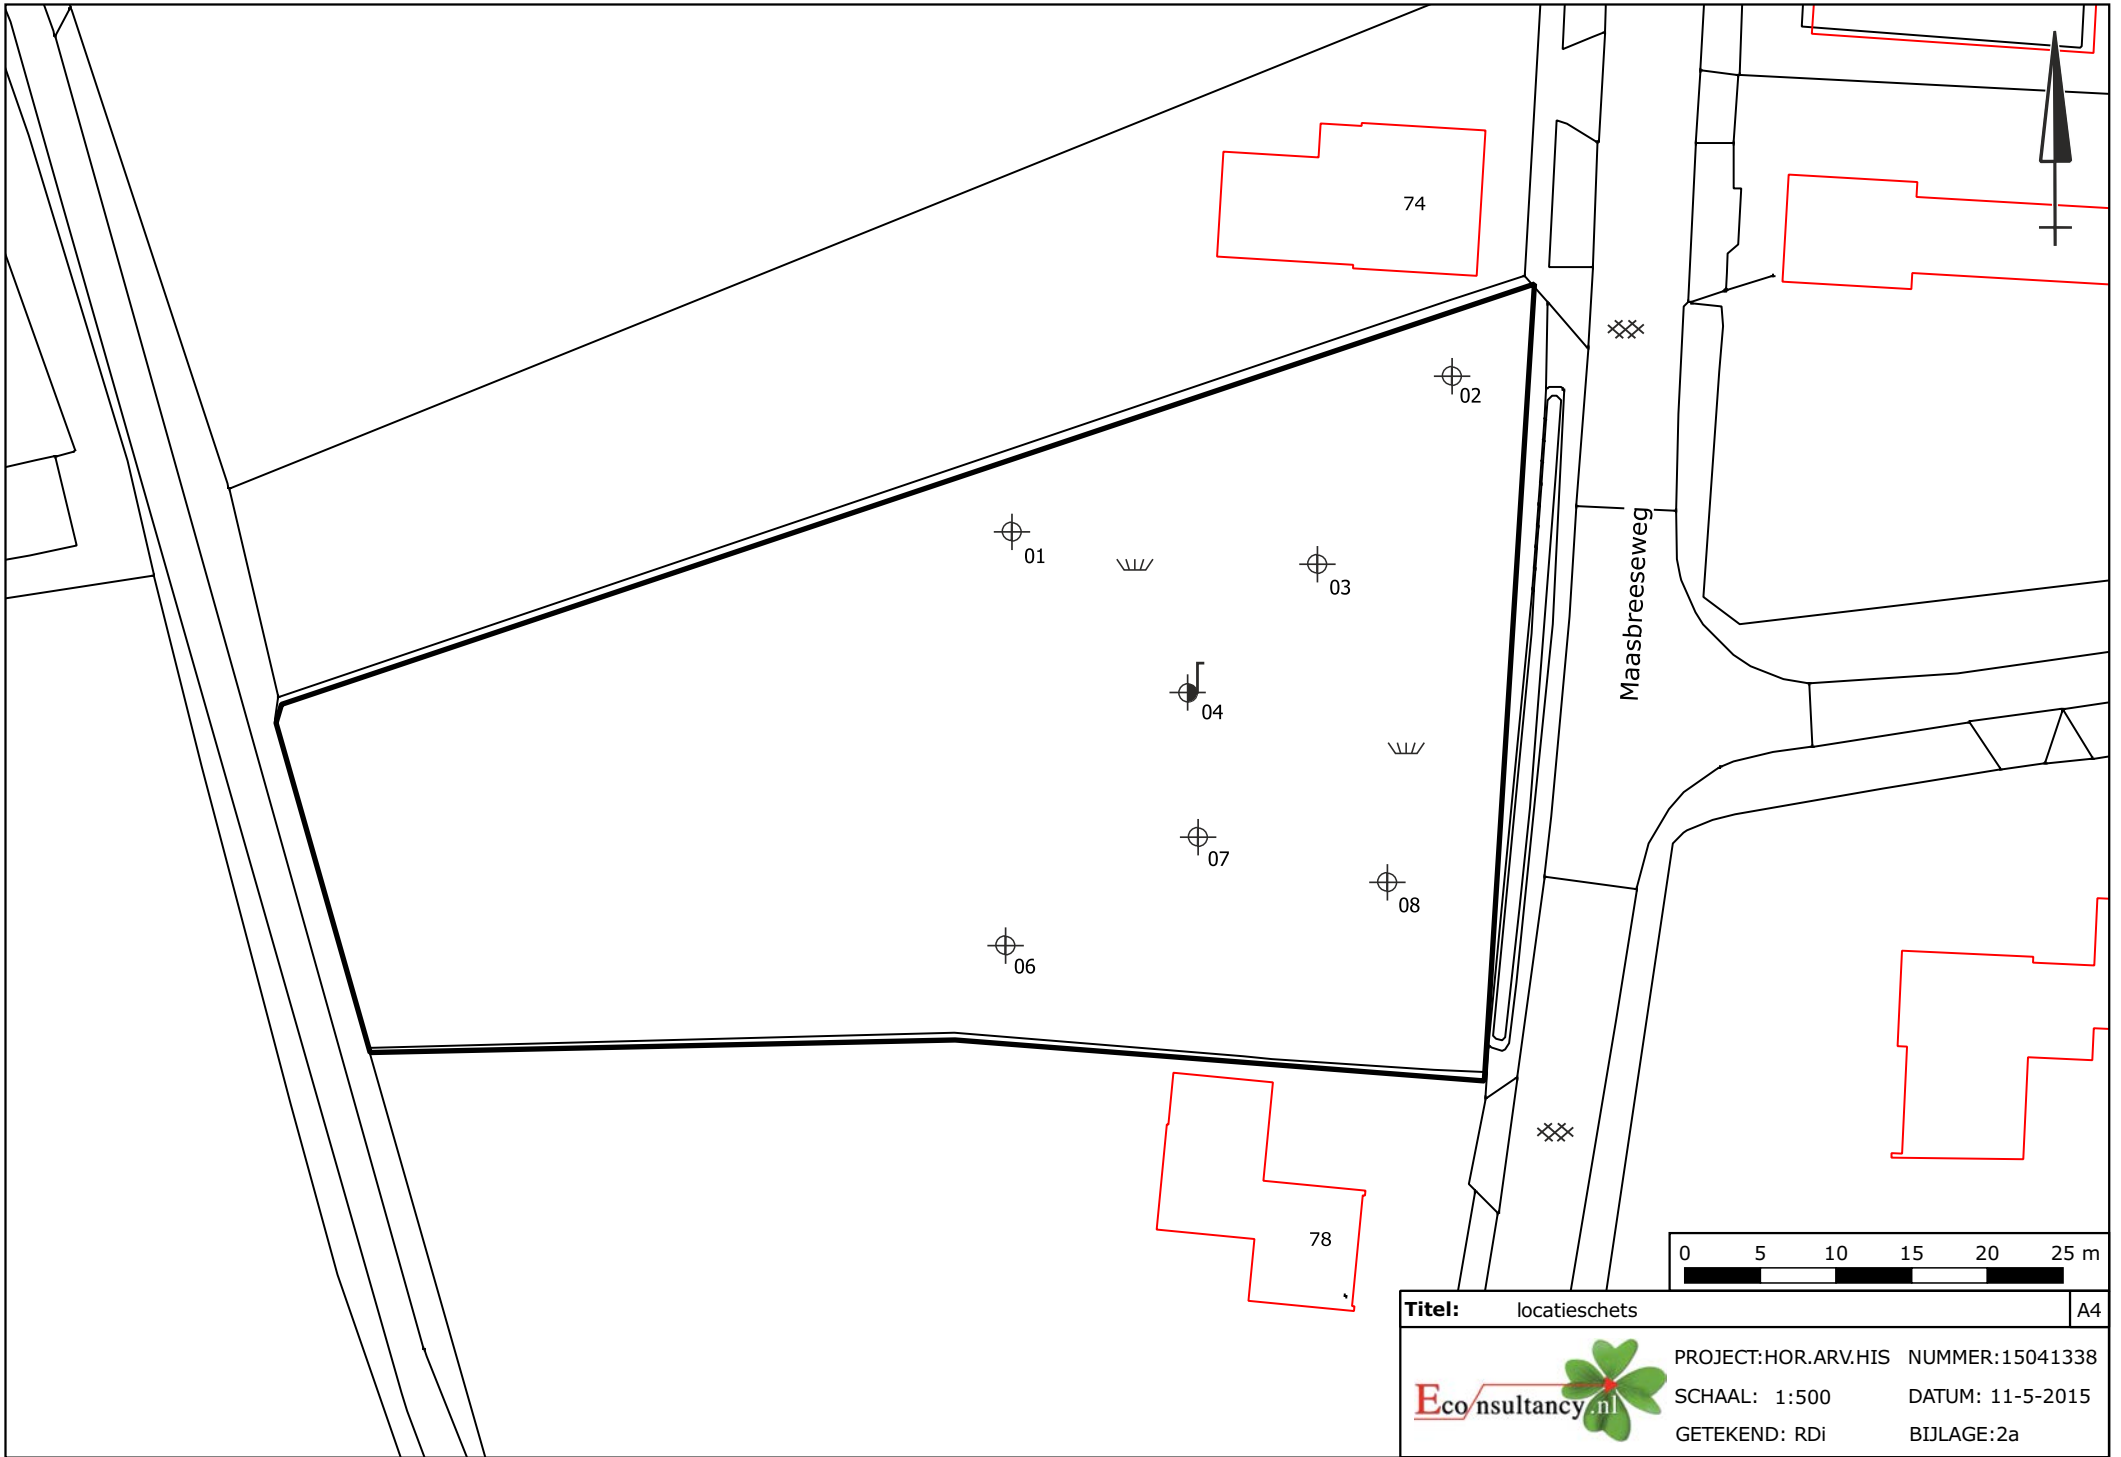 74
02
01
03
Maasbreeseweg
04
07
08
06
78
0 5 10 15 20 25 m
Titel: locatieschets A4
Econsultancy.nl
PROJECT:HOR.ARV.HIS NUMMER:15041338
SCHAAL: 1:500 DATUM: 11-5-2015
GETEKEND: RDi BIJLAGE:2a